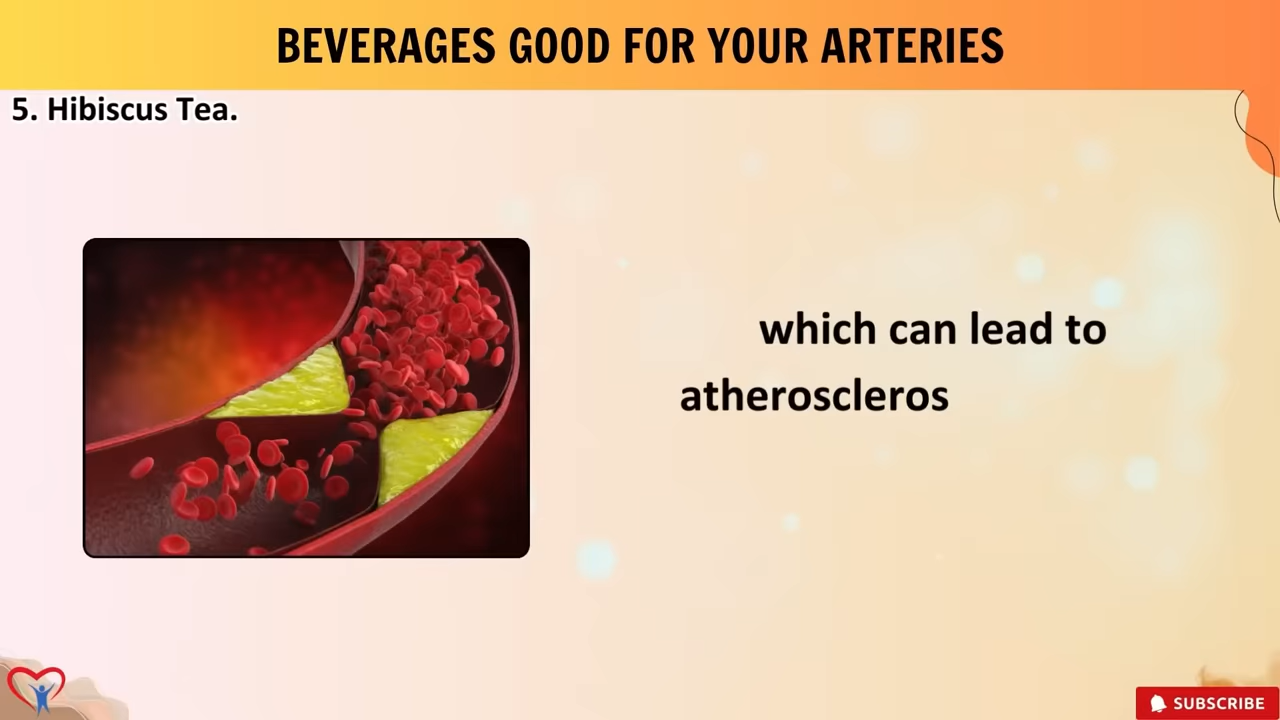 BEVERAGES GOOD FOR YOUR ARTERIES
5. Hibiscus Tea.
which can lead to
atheroscleros
SUBSCRIBE